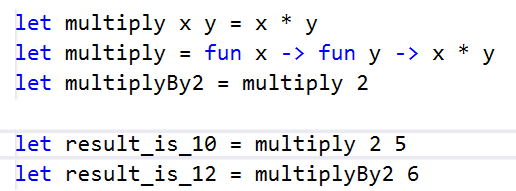 let multiply x y = x * y
let multiply = fun x -> fun y -> x * y
let multiplyBy2 = multiply 2
let result_is_10 = multiply 2 5
let result_is_12 = multiplyBy2 6